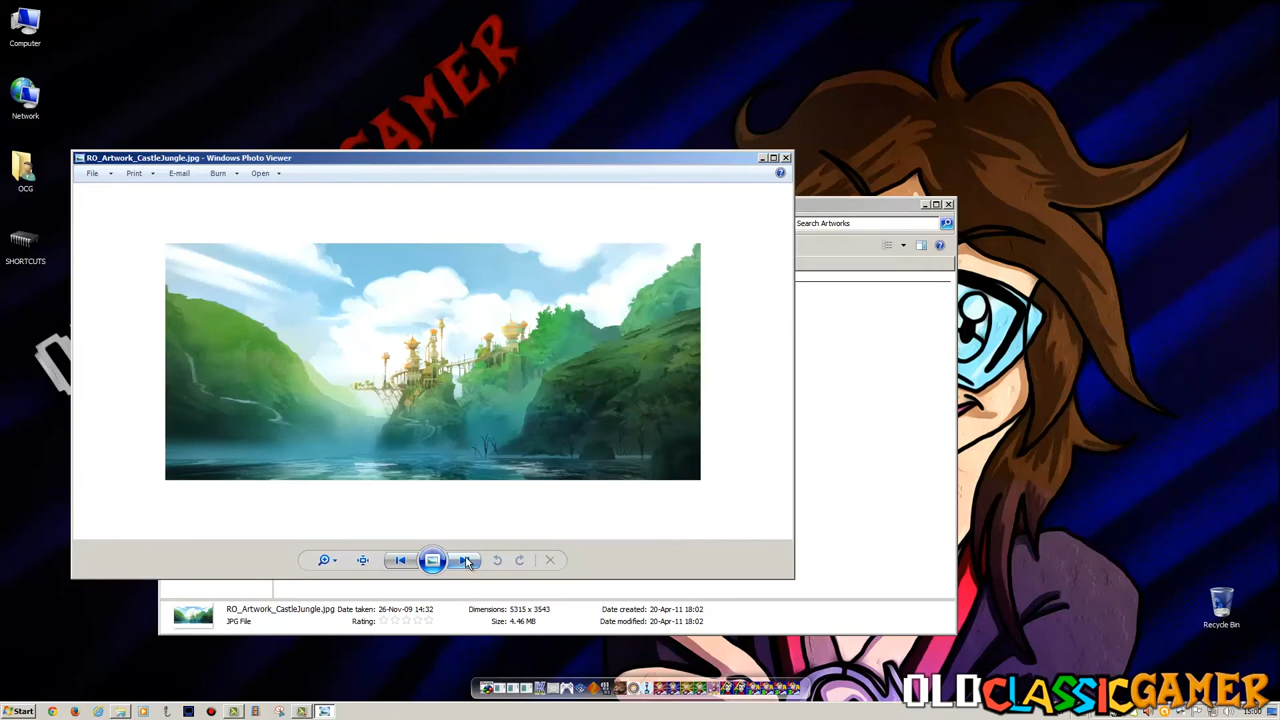 Computer
Network
OCG
SHORTCUTS
GAMER
RO_Artwork_CastleJungle.jpg - Windows Photo Viewer
File Print E-mail Burn Open
Search Artworks
RO_Artwork_CastleJungle.jpg Date taken: 26-Nov-09 14:32 Dimensions: 5315 x 3543 Date created: 20-Apr-11 18:02
JPG File Rating: Size: 4.46 MB Date modified: 20-Apr-11 18:02
Recycle Bin
OLDCLASSICGAMER
Start 15:00